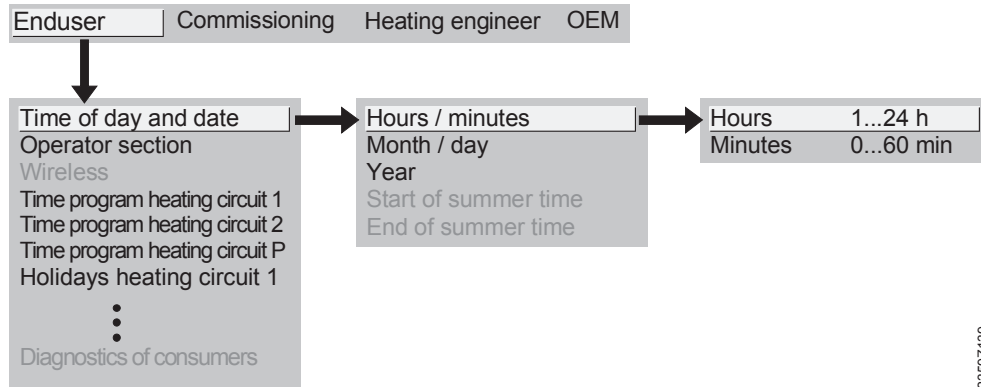 Enduser Commissioning Heating engineer OEM
Time of day and date
Operator section
Wireless
Time program heating circuit 1
Time program heating circuit 2
Time program heating circuit P
Holidays heating circuit 1
Diagnostics of consumers
Hours / minutes
Month / day
Year
Start of summer time
End of summer time
Hours 1...24 h
Minutes 0...60 min